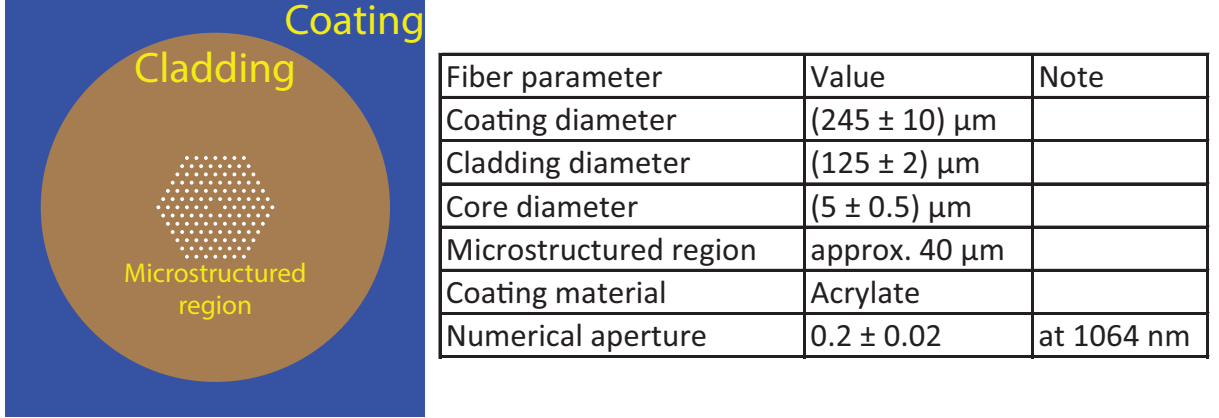 Coating
Cladding
Microstructured
region
Fiber parameter Value Note
Coating diameter (245 ± 10) µm
Cladding diameter (125 ± 2) µm
Core diameter (5 ± 0.5) µm
Microstructured region approx. 40 µm
Coating material Acrylate
Numerical aperture 0.2 ± 0.02 at 1064 nm